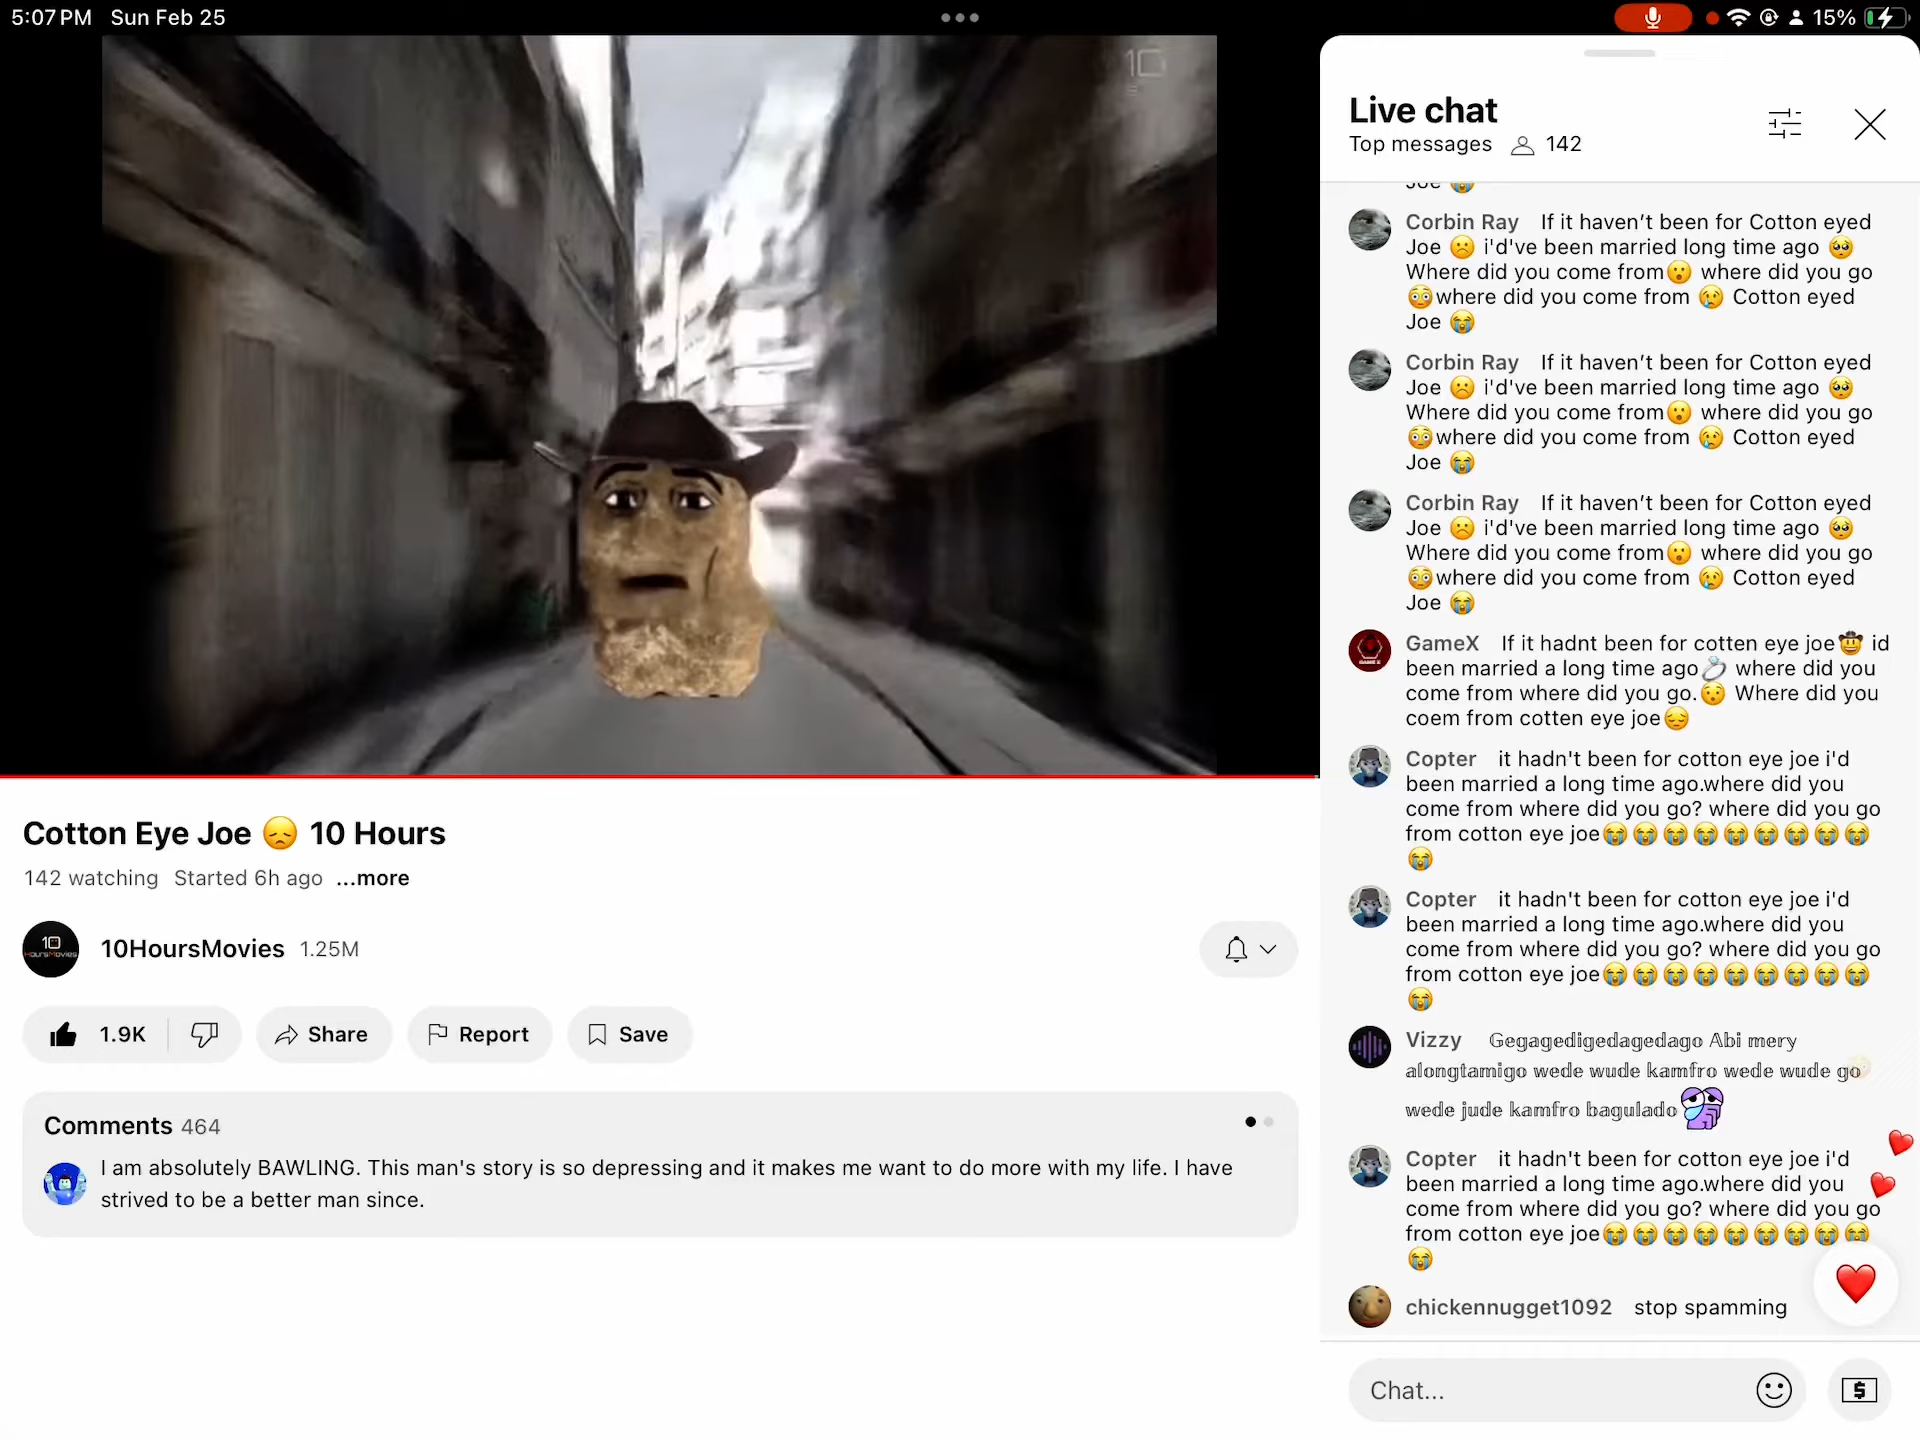 5:07 PM Sun Feb 25
15%
10
Cotton Eye Joe 😞 10 Hours
142 watching Started 6h ago ...more
10
HoursMovies
10HoursMovies 1.25M
1.9K Share Report Save
Comments 464
I am absolutely BAWLING. This man's story is so depressing and it makes me want to do more with my life. I have
strived to be a better man since.
Live chat
Top messages 142
Joe 😭
Corbin Ray If it haven’t been for Cotton eyed
Joe ☹️ i'd've been married long time ago 🥺
Where did you come from😮 where did you go
😳where did you come from 😢 Cotton eyed
Joe 😭
Corbin Ray If it haven’t been for Cotton eyed
Joe ☹️ i'd've been married long time ago 🥺
Where did you come from😮 where did you go
😳where did you come from 😢 Cotton eyed
Joe 😭
Corbin Ray If it haven’t been for Cotton eyed
Joe ☹️ i'd've been married long time ago 🥺
Where did you come from😮 where did you go
😳where did you come from 😢 Cotton eyed
Joe 😭
GAME X
GameX If it hadnt been for cotten eye joe🤠 id
been married a long time ago💍 where did you
come from where did you go.😯 Where did you
coem from cotten eye joe😔
Copter it hadn't been for cotton eye joe i'd
been married a long time ago.where did you
come from where did you go? where did you go
from cotton eye joe😭😭😭😭😭😭😭😭😭
😭
Copter it hadn't been for cotton eye joe i'd
been married a long time ago.where did you
come from where did you go? where did you go
from cotton eye joe😭😭😭😭😭😭😭😭😭
😭
Vizzy 𝔾𝕖𝕘𝕒𝕘𝕖𝕕𝕚𝕘𝕖𝕕𝕒𝕘𝕖𝕕𝕒𝕘𝕠 𝔸𝕓𝕚 𝕞𝕖𝕣𝕪
𝕒𝕝𝕠𝕟𝕘𝕥𝕒𝕞𝕚𝕘𝕠 𝕨𝕖𝕕𝕖 𝕨𝕦𝕕𝕖 𝕜𝕒𝕞𝕗𝕣𝕠 𝕨𝕖𝕕𝕖 𝕨𝕦𝕕𝕖 𝕘𝕠
𝕨𝕖𝕕𝕖 𝕛𝕦𝕕𝕖 𝕜𝕒𝕞𝕗𝕣𝕠 𝕓𝕒𝕘𝕦𝕝𝕒𝕕𝕠
Copter it hadn't been for cotton eye joe i'd
been married a long time ago.where did you
come from where did you go? where did you go
from cotton eye joe😭😭😭😭😭😭😭😭😭
😭
chickennugget1092 stop spamming
Chat...
$